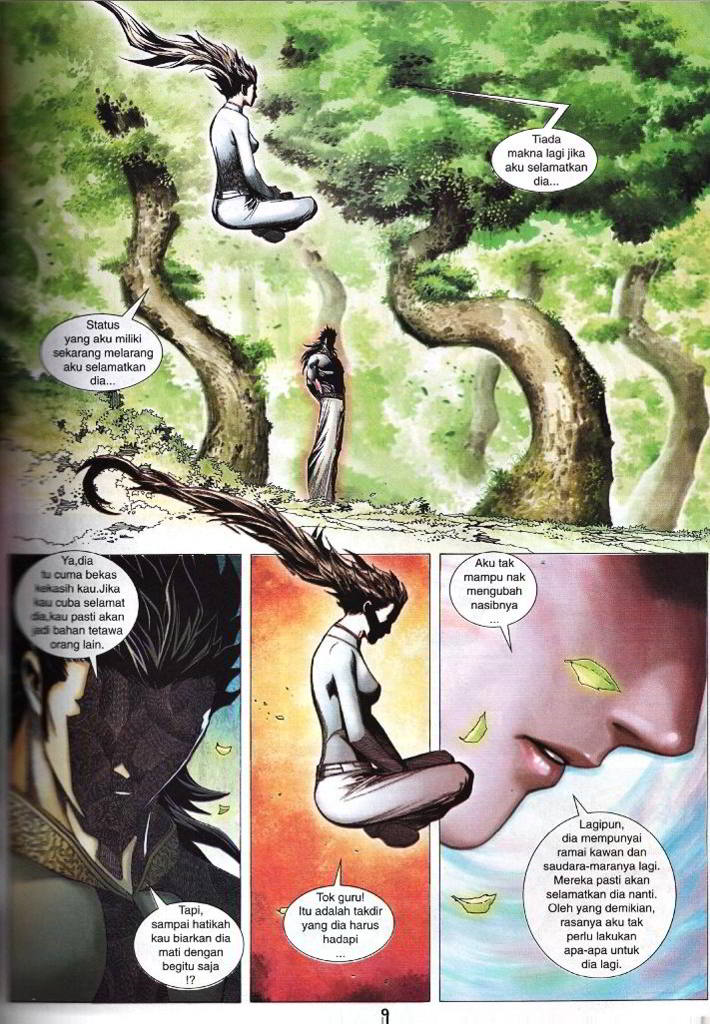 Tiada
makna lagi jika
aku selamatkan
dia...
Status
yang aku miliki
sekarang melarang
aku selamatkan
dia...
Ya,dia
tu cuma bekas
kekasih kau.Jika
kau cuba selamat
dia,kau pasti akan
jadi bahan tetawa
orang lain.
Tapi,
sampai hatikah
kau biarkan dia
mati dengan
begitu saja
!?
Tok guru!
Itu adalah takdir
yang dia harus
hadapi
...
Aku tak
mampu nak
mengubah
nasibnya
...
Lagipun,
dia mempunyai
ramai kawan dan
saudara-maranya lagi.
Mereka pasti akan
selamatkan dia nanti.
Oleh yang demikian,
rasanya aku tak
perlu lakukan
apa-apa untuk
dia lagi.
9